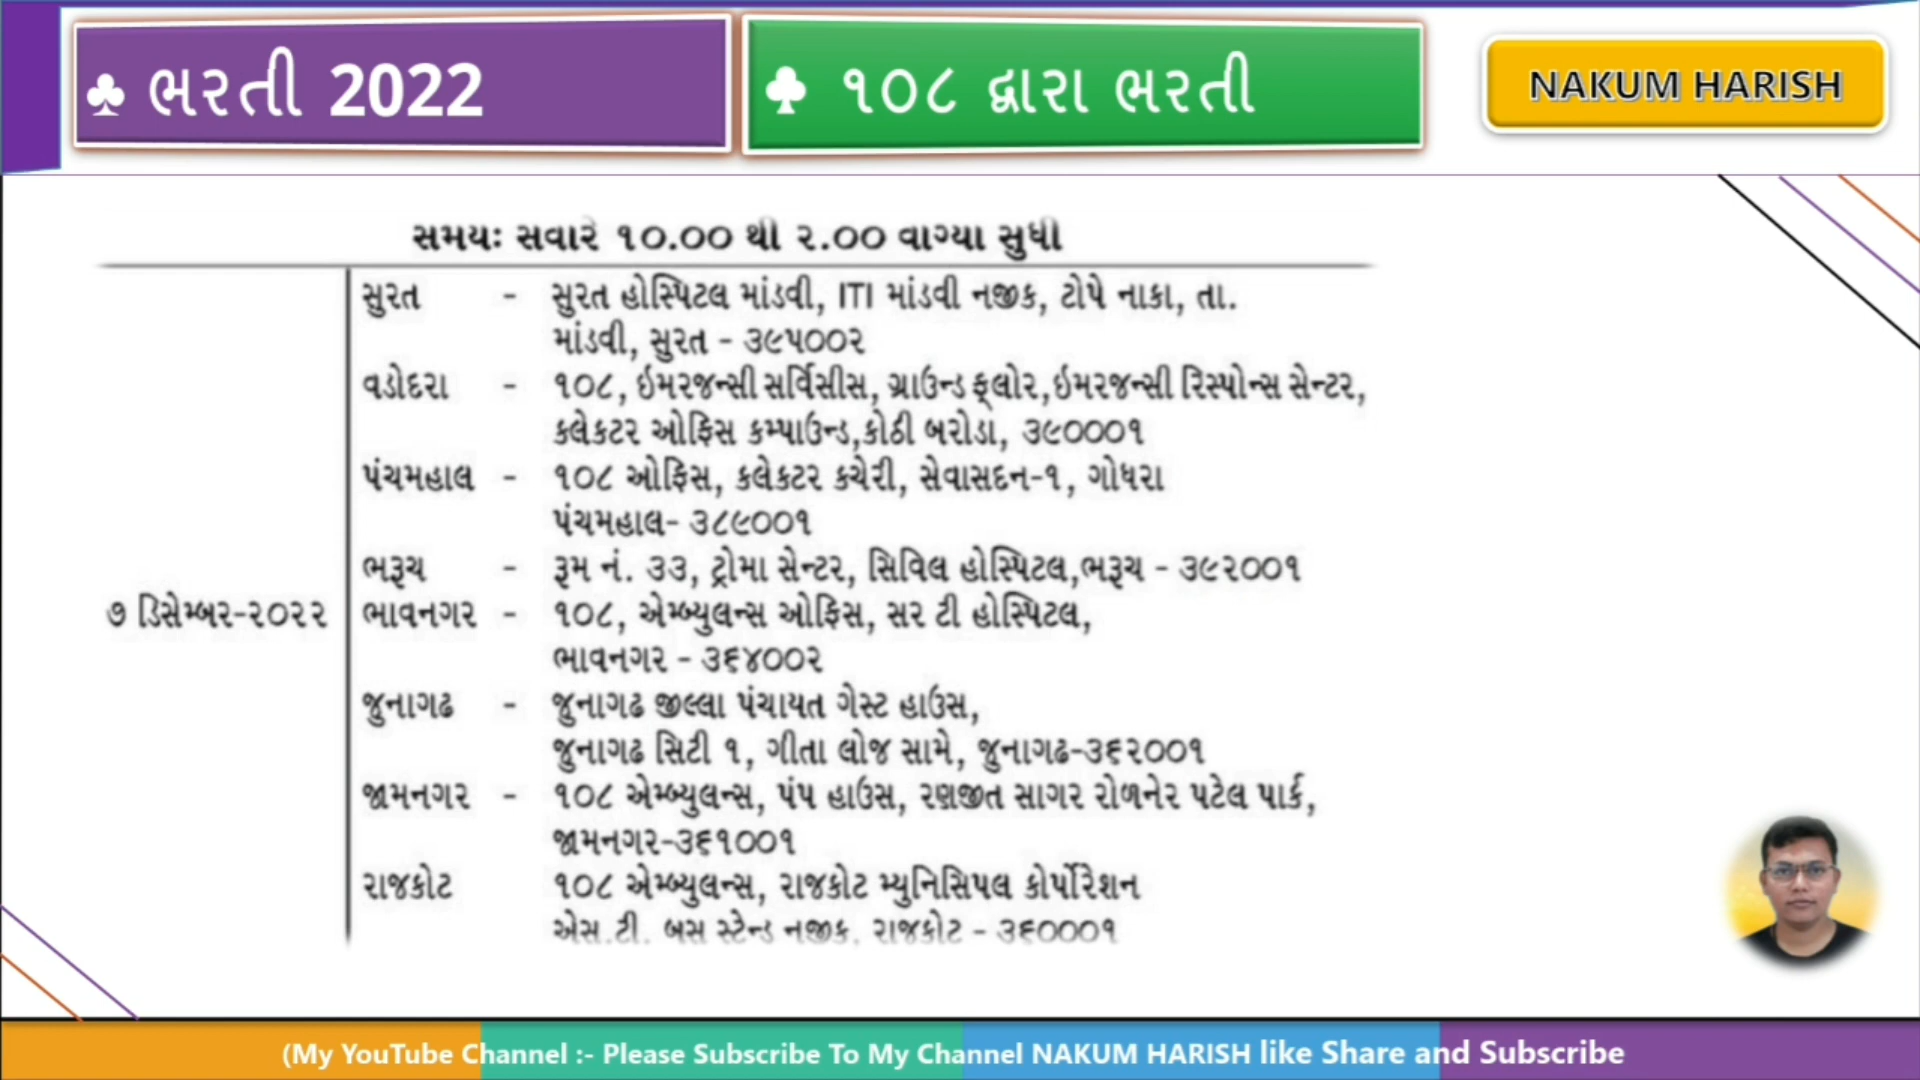 ♣ ભરતી 2022
♣ ૧૦૮ દ્વારા ભરતી
NAKUM HARISH
સમયઃ સવારે ૧૦.૦૦ થી ૨.૦૦ વાગ્યા સુધી
સુરત - સુરત હોસ્પિટલ માંડવી, ITI માંડવી નજીક, ટોપે નાકા, તા.
માંડવી, સુરત - ૩૯૫૦૦૨
વડોદરા - ૧૦૮, ઇમરજન્સી સર્વિસીસ, ગ્રાઉન્ડ ફ્લોર,ઇમરજન્સી રિસ્પોન્સ સેન્ટર,
કલેકટર ઓફિસ કમ્પાઉન્ડ,કોઠી બરોડા, ૩૯૦૦૦૧
પંચમહાલ - ૧૦૮ ઓફિસ, કલેકટર કચેરી, સેવાસદન-૧, ગોધરા
પંચમહાલ- ૩૮૯૦૦૧
ભરૂચ - રૂમ નં. ૩૩, ટ્રોમા સેન્ટર, સિવિલ હોસ્પિટલ,ભરૂચ - ૩૯૨૦૦૧
૭ ડિસેમ્બર-૨૦૨૨ ભાવનગર - ૧૦૮, એમ્બ્યુલન્સ ઓફિસ, સર ટી હોસ્પિટલ,
ભાવનગર - ૩૬૪૦૦૨
જુનાગઢ - જુનાગઢ જીલ્લા પંચાયત ગેસ્ટ હાઉસ,
જુનાગઢ સિટી ૧, ગીતા લોજ સામે, જુનાગઢ-૩૬૨૦૦૧
જામનગર - ૧૦૮ એમ્બ્યુલન્સ, પંપ હાઉસ, રણજીત સાગર રોળનેર પટેલ પાર્ક,
જામનગર-૩૬૧૦૦૧
રાજકોટ ૧૦૮ એમ્બ્યુલન્સ, રાજકોટ મ્યુનિસિપલ કોર્પોરેશન
એસ.ટી. બસ સ્ટેન્ડ નજીક, રાજકોટ - ૩૬૦૦૦૧
(My YouTube Channel :- Please Subscribe To My Channel NAKUM HARISH like Share and Subscribe